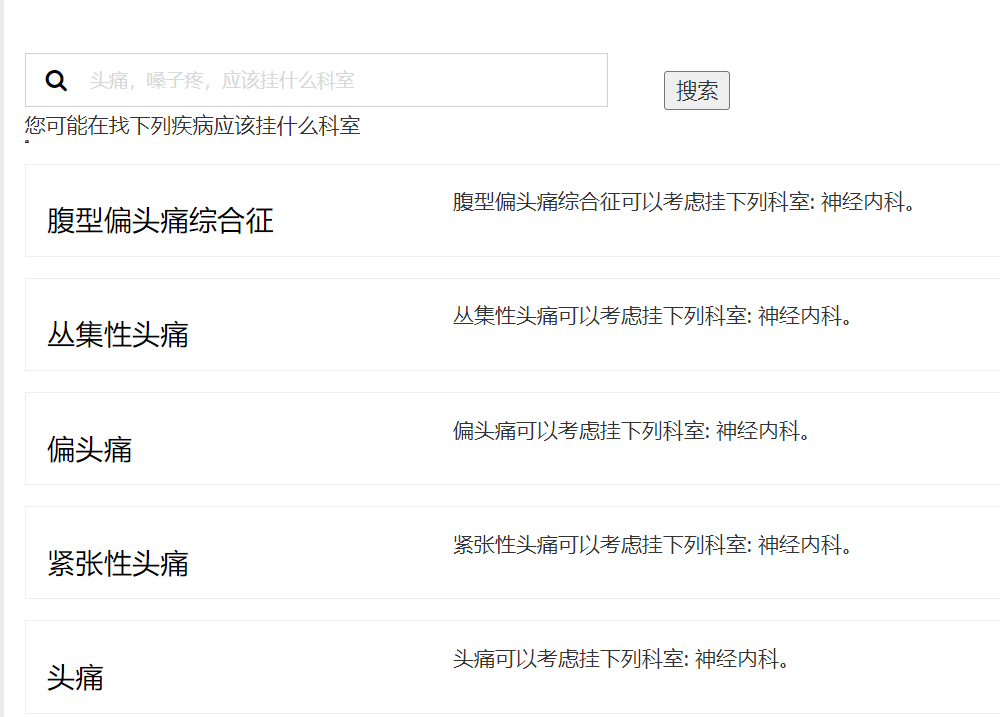 头痛，嗓子疼，应该挂什么科室
搜索
您可能在找下列疾病应该挂什么科室
腹型偏头痛综合征
腹型偏头痛综合征可以考虑挂下列科室: 神经内科。
丛集性头痛
丛集性头痛可以考虑挂下列科室: 神经内科。
偏头痛
偏头痛可以考虑挂下列科室: 神经内科。
紧张性头痛
紧张性头痛可以考虑挂下列科室: 神经内科。
头痛
头痛可以考虑挂下列科室: 神经内科。